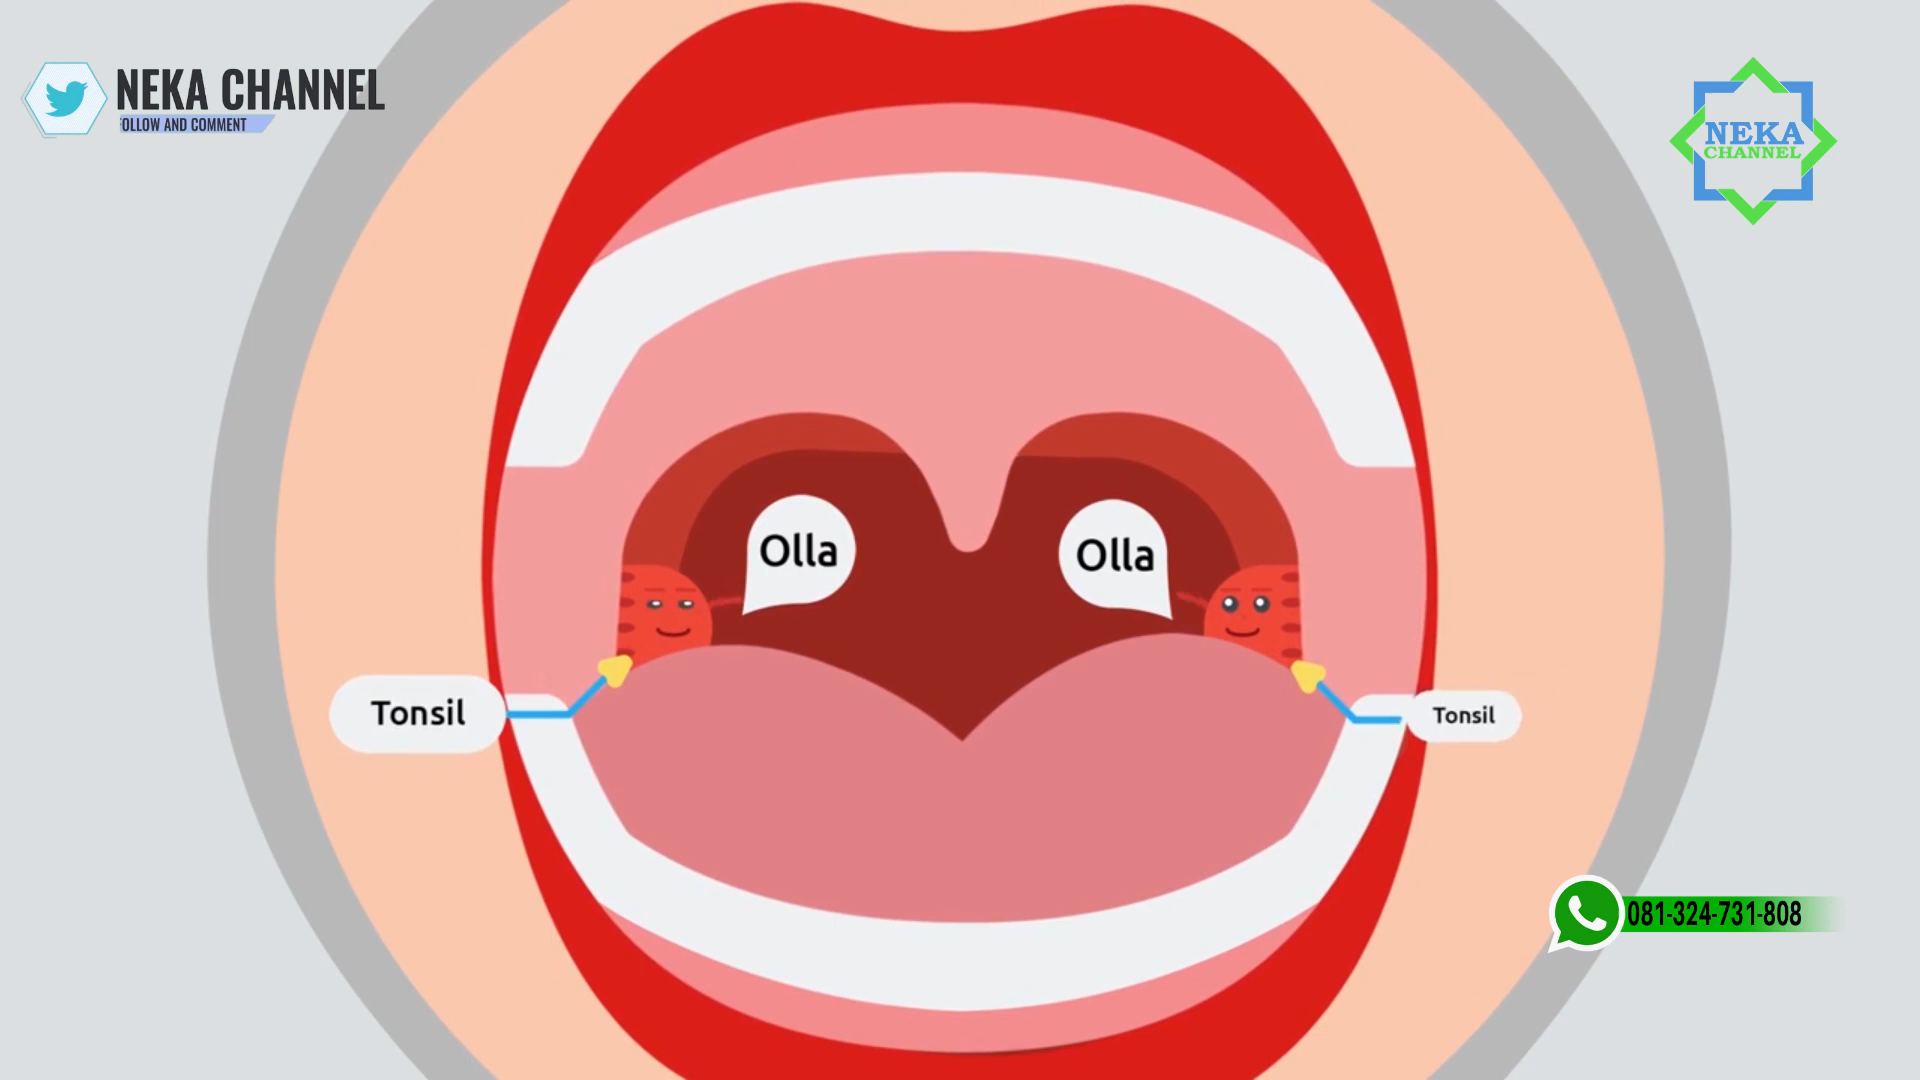 NEKA CHANNEL
OLLOW AND COMMENT
NEKA
CHANNEL
Olla
Olla
Tonsil
Tonsil
081-324-731-808